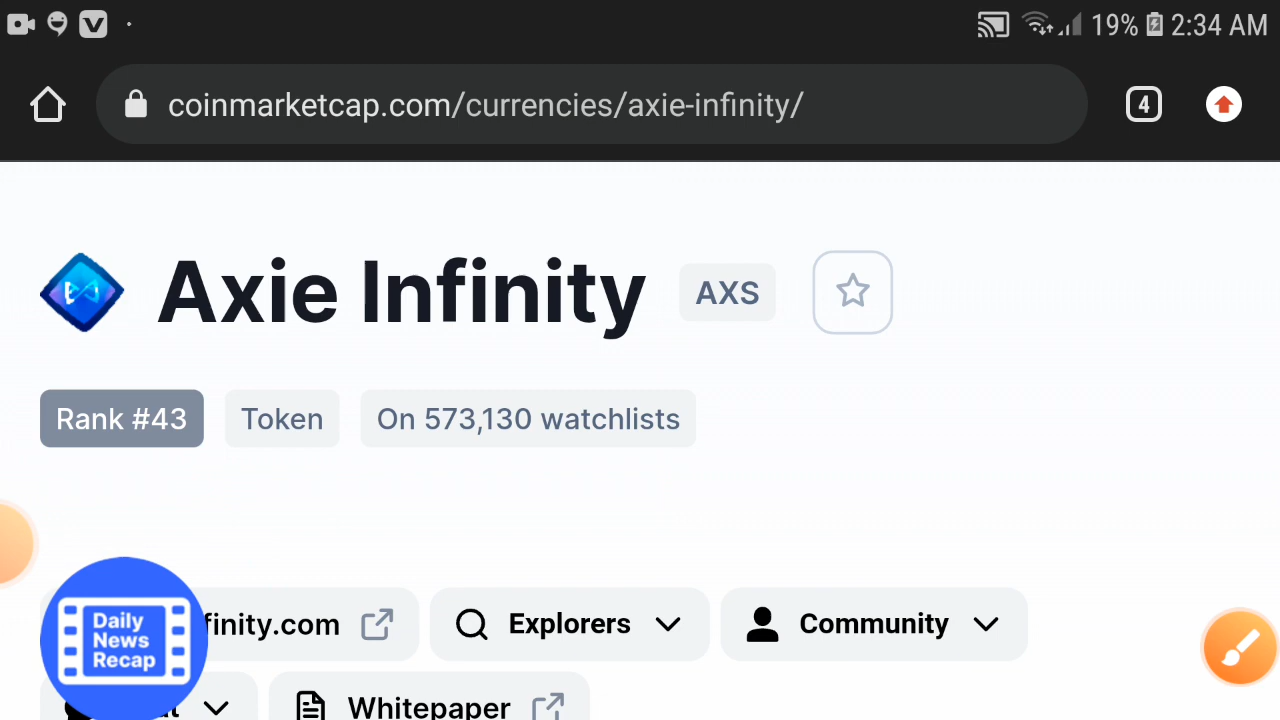 19% 2:34 AM
coinmarketcap.com/currencies/axie-infinity/
4
Axie Infinity AXS
Rank #43 Token On 573,130 watchlists
finity.com Explorers Community
Daily
News
Recap
Whitepaper